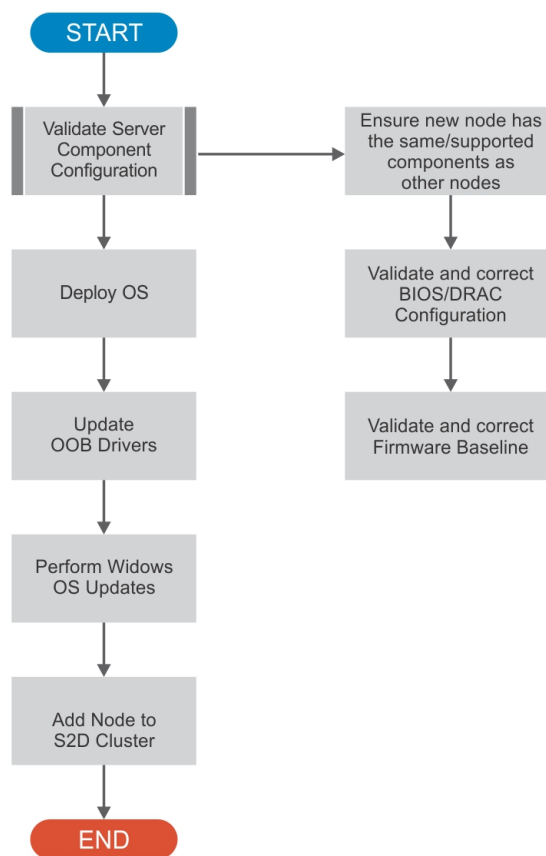 START
Validate Server
Component
Configuration
Ensure new node has
the same/supported
components as
other nodes
Deploy OS
Validate and correct
BIOS/DRAC
Configuration
Update
OOB Drivers
Validate and correct
Firmware Baseline
Perform Widows
OS Updates
Add Node to
S2D Cluster
END